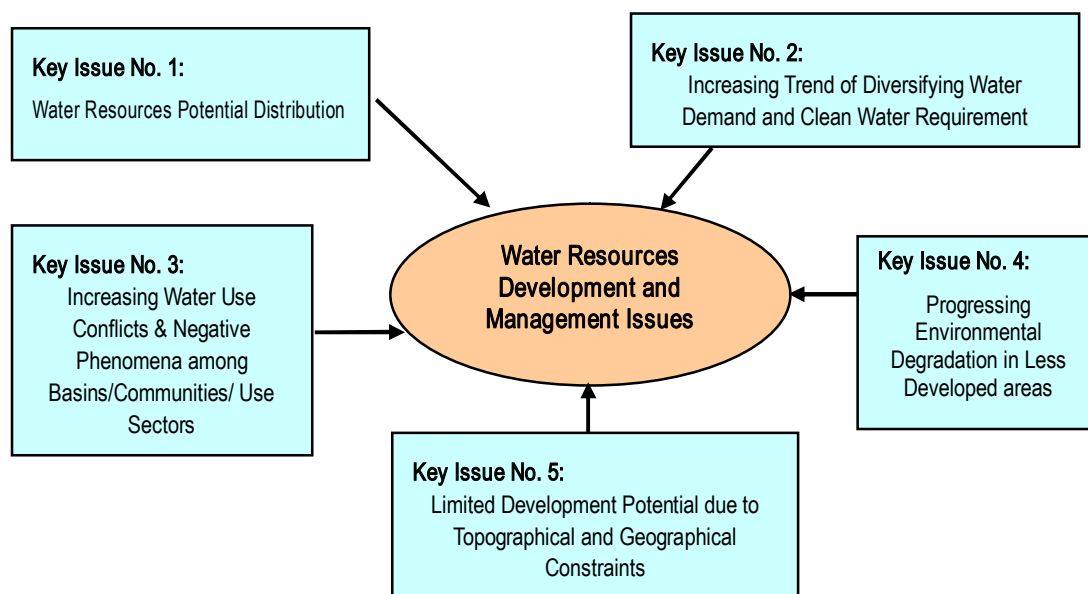 Key Issue No. 1:
Water Resources Potential Distribution
Key Issue No. 2:
Increasing Trend of Diversifying Water
Demand and Clean Water Requirement
Key Issue No. 3:
Increasing Water Use
Conflicts & Negative
Phenomena among
Basins/Communities/ Use
Sectors
Water Resources
Development and
Management Issues
Key Issue No. 4:
Progressing
Environmental
Degradation in Less
Developed areas
Key Issue No. 5:
Limited Development Potential due to
Topographical and Geographical
Constraints